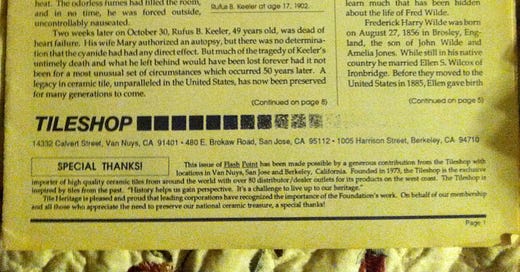 heat. The odorless fumes had filled the room,
and in no time, he was forced outside,
uncontrollably nauseated.
Two weeks later on October 30, Rufus B. Keeler, 49 years old, was dead of
heart failure. His wife Mary authorized an autopsy, but there was no determina-
tion that the cyanide had had any direct effect. But much of the tragedy of Keeler's
untimely death and what he left behind would have been lost forever had it not
been for a most unusual set of circumstances which occurred 50 years later. A
legacy in ceramic tile, unparalleled in the United States, has now been preserved
for many generations to come.
(Continued on page 8)
Rufus B. Keeler at age 17, 1902.
learn much that has been hidden
about the life of Fred Wilde.
Frederick Harry Wilde was born
on August 27, 1856 in Brosley, Eng-
land, the son of John Wilde and
Amelia Jones. While still in his native
country he married Ellen S. Wilcox of
Ironbridge. Before they moved to the
United States in 1885, Ellen gave birth
(Continued on page 5)
TILESHOP
14332 Calvert Street, Van Nuys, CA 91401 • 480 E. Brokaw Road, San Jose, CA 95112 • 1005 Harrison Street, Berkeley, CA 94710
SPECIAL THANKS!
This issue of Flash Point has been made possible by a generous contribution from the Tileshop with
locations in Van Nuys, San Jose and Berkeley, California. Founded in 1973, the Tileshop is the exclusive
importer of high quality ceramic tiles from around the world with over 80 distributor/dealer outlets for its products on the west coast. The Tileshop is
inspired by tiles from the past. "History helps us gain perspective. It's a challenge to live up to our heritage."
Tile Heritage is pleased and proud that leading corporations have recognized the importance of the Foundation's work. On behalf of our membership
and all those who appreciate the need to preserve our national ceramic treasure, a special thanks!
Page 1